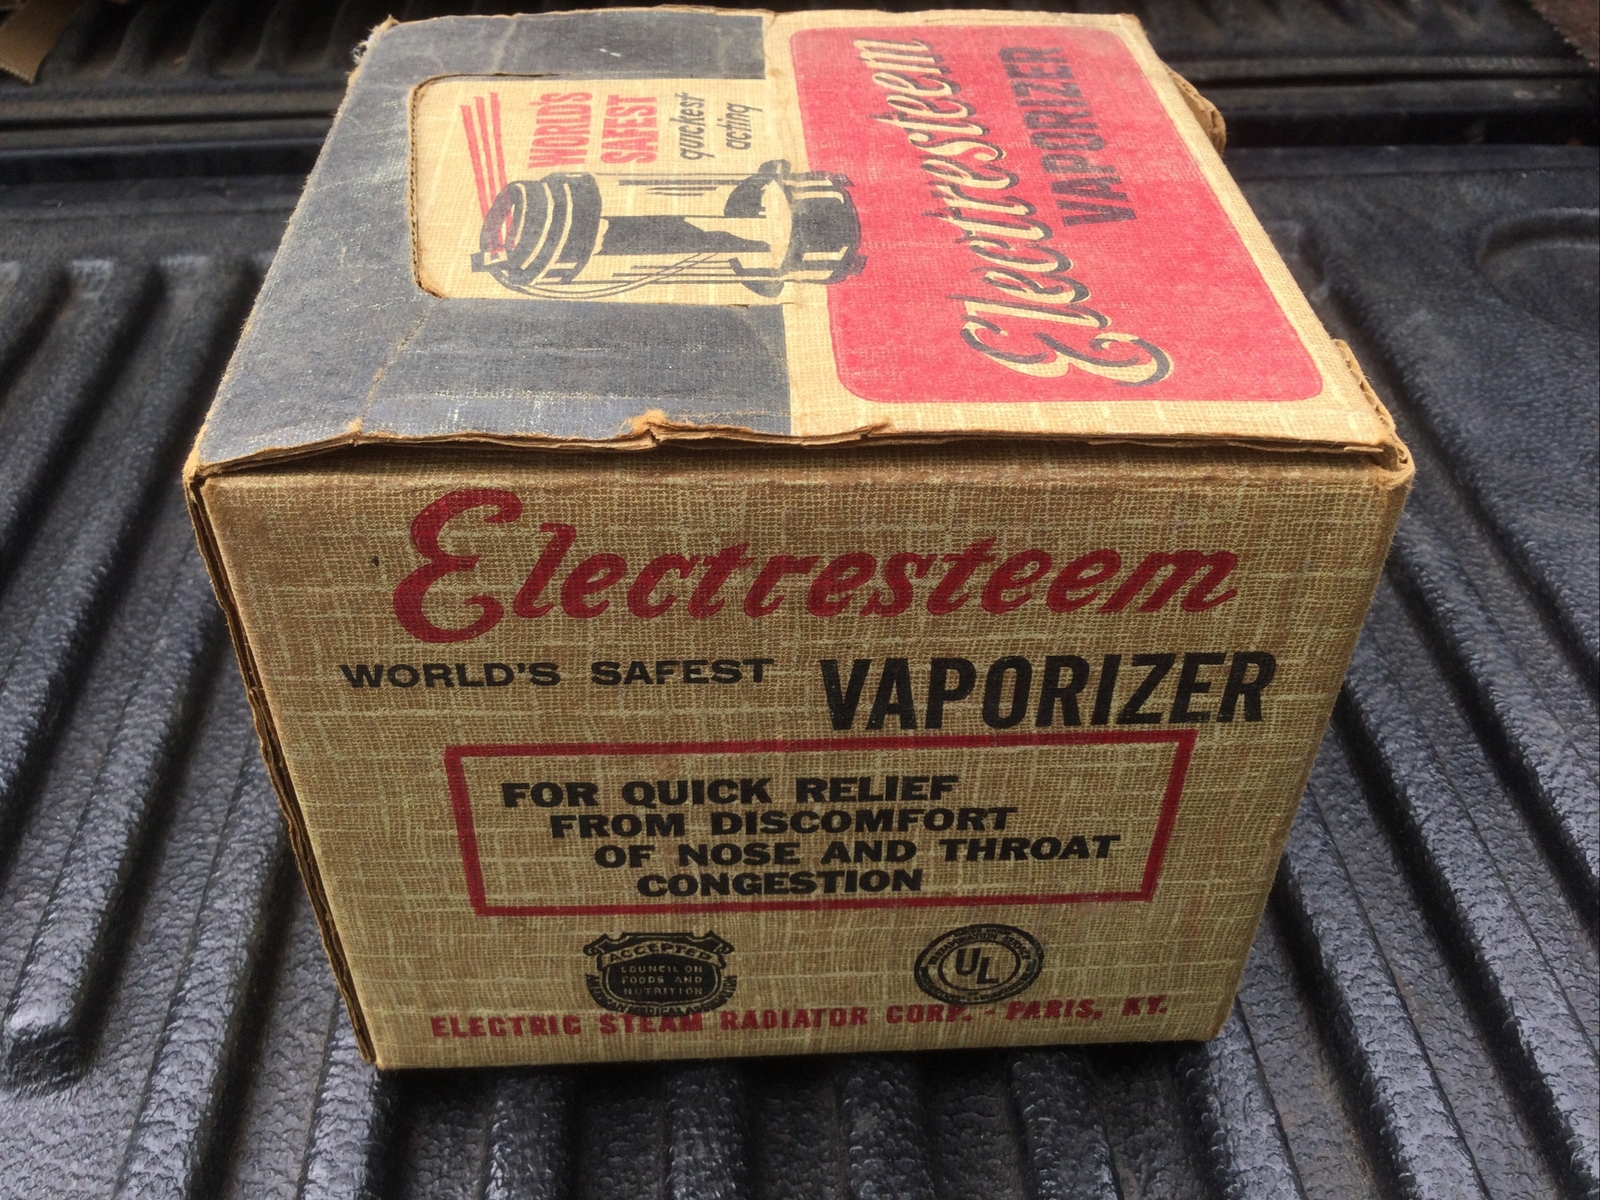 WORLD'S
SAFEST
quickest
acting
Electresteem
VAPORIZER
Electresteem
WORLD'S SAFEST VAPORIZER
FOR QUICK RELIEF
FROM DISCOMFORT
OF NOSE AND THROAT
CONGESTION
ACCEPTED
COUNCIL ON
FOODS AND
NUTRITION
UL
ELECTRIC STEAM RADIATOR CORP. - PARIS, KY.